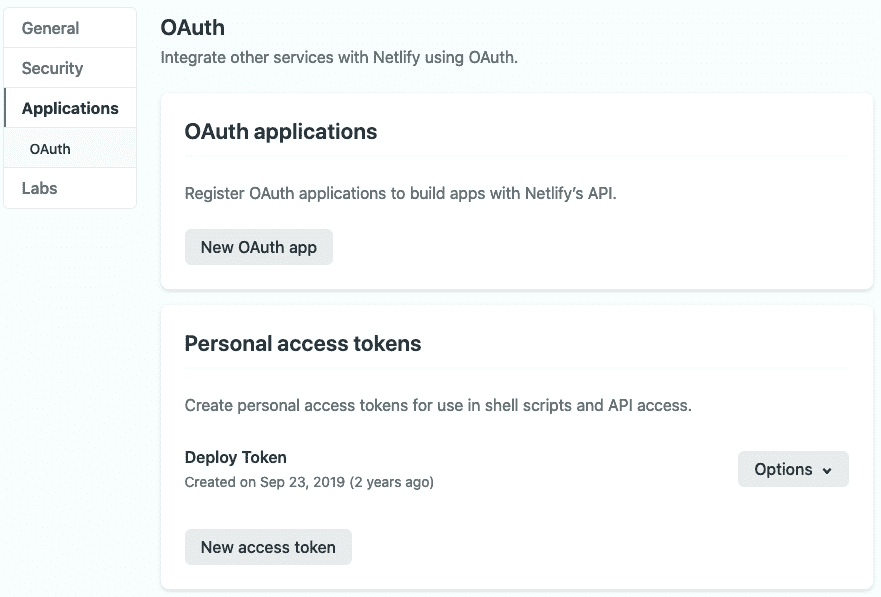 General
Security
Applications
OAuth
Labs
OAuth
Integrate other services with Netlify using OAuth.
OAuth applications
Register OAuth applications to build apps with Netlify’s API.
New OAuth app
Personal access tokens
Create personal access tokens for use in shell scripts and API access.
Deploy Token
Created on Sep 23, 2019 (2 years ago)
Options
New access token